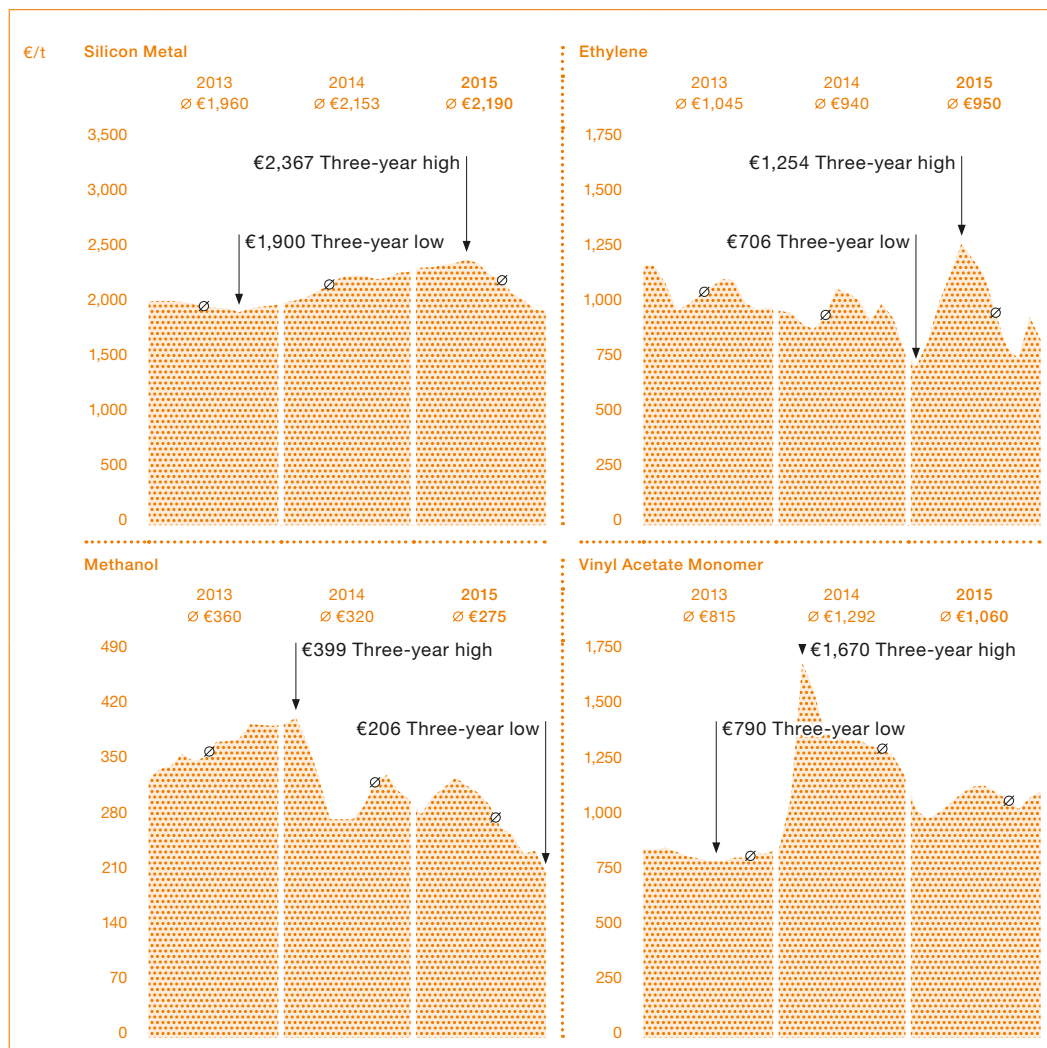 €/t
Silicon Metal
2013 2014 2015
∅ €1,960 ∅ €2,153 ∅ €2,190
3,500
€2,367 Three-year high
3,000
2,500
€1,900 Three-year low
∅ ∅ ∅
2,000
1,500
1,000
500
0
Ethylene
2013 2014 2015
∅ €1,045 ∅ €940 ∅ €950
1,750
€1,254 Three-year high
1,500
1,250
€706 Three-year low
∅ ∅ ∅
1,000
750
500
250
0
Methanol
2013 2014 2015
∅ €360 ∅ €320 ∅ €275
490
€399 Three-year high
420
€206 Three-year low
350
∅ ∅ ∅
280
210
140
70
0
Vinyl Acetate Monomer
2013 2014 2015
∅ €815 ∅ €1,292 ∅ €1,060
1,750
€1,670 Three-year high
1,500
€790 Three-year low
1,250
∅ ∅ ∅
1,000
750
500
250
0